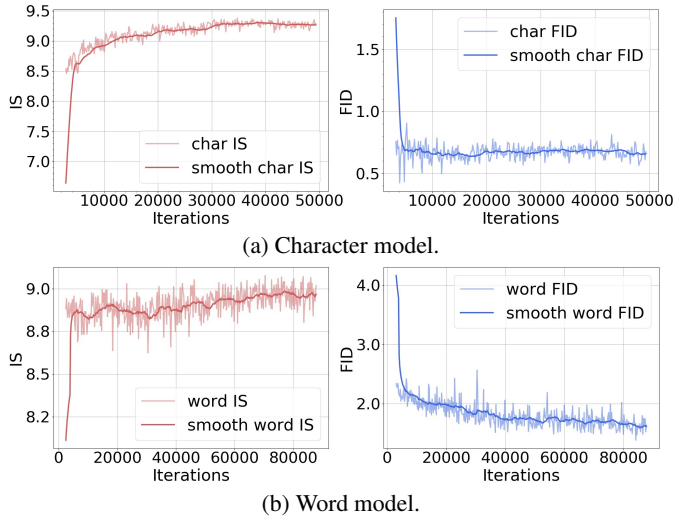 9.5
9.0
8.5
8.0
7.5
7.0
IS
char IS
smooth char IS
10000 20000 30000 40000 50000
Iterations
1.5
1.0
0.5
FID
char FID
smooth char FID
10000 20000 30000 40000 50000
Iterations
(a) Character model.
9.0
8.8
8.5
8.2
IS
word IS
smooth word IS
0 20000 40000 60000 80000
Iterations
4.0
3.0
2.0
FID
word FID
smooth word FID
0 20000 40000 60000 80000
Iterations
(b) Word model.